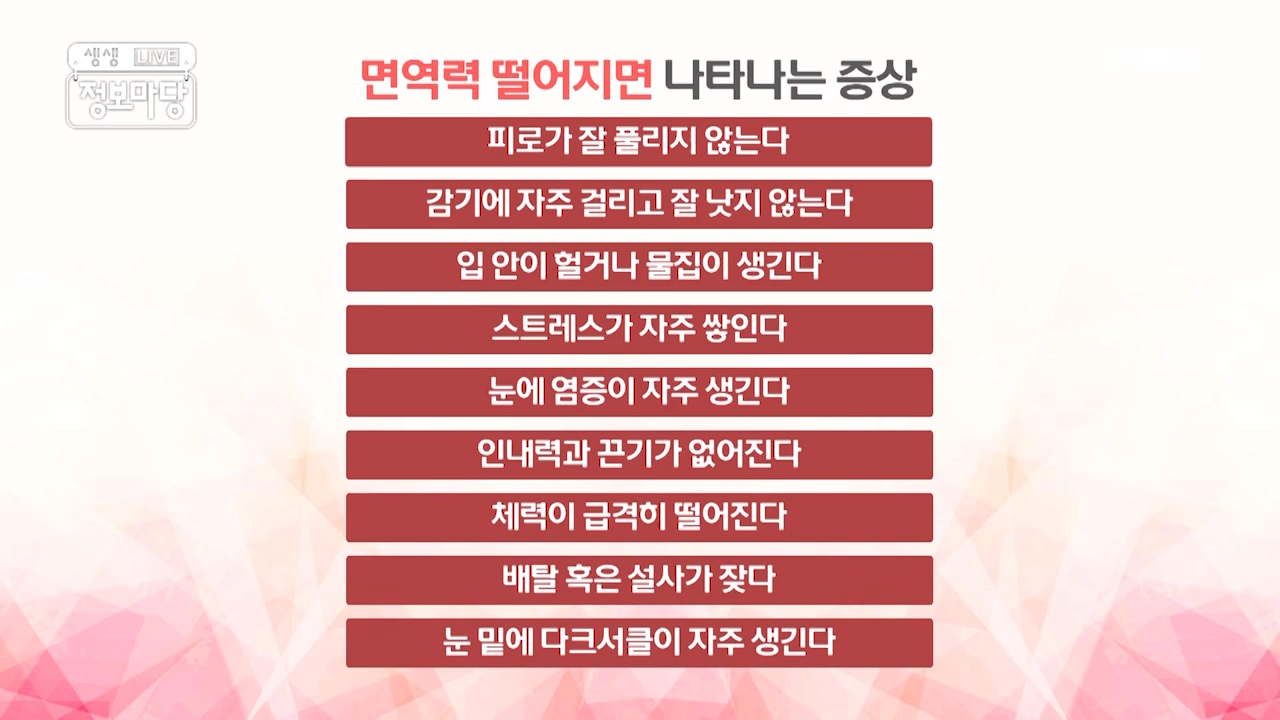 생생 LIVE
정보마당
면역력 떨어지면 나타나는 증상
피로가 잘 풀리지 않는다
감기에 자주 걸리고 잘 낫지 않는다
입 안이 헐거나 물집이 생긴다
스트레스가 자주 쌓인다
눈에 염증이 자주 생긴다
인내력과 끈기가 없어진다
체력이 급격히 떨어진다
배탈 혹은 설사가 잦다
눈 밑에 다크서클이 자주 생긴다